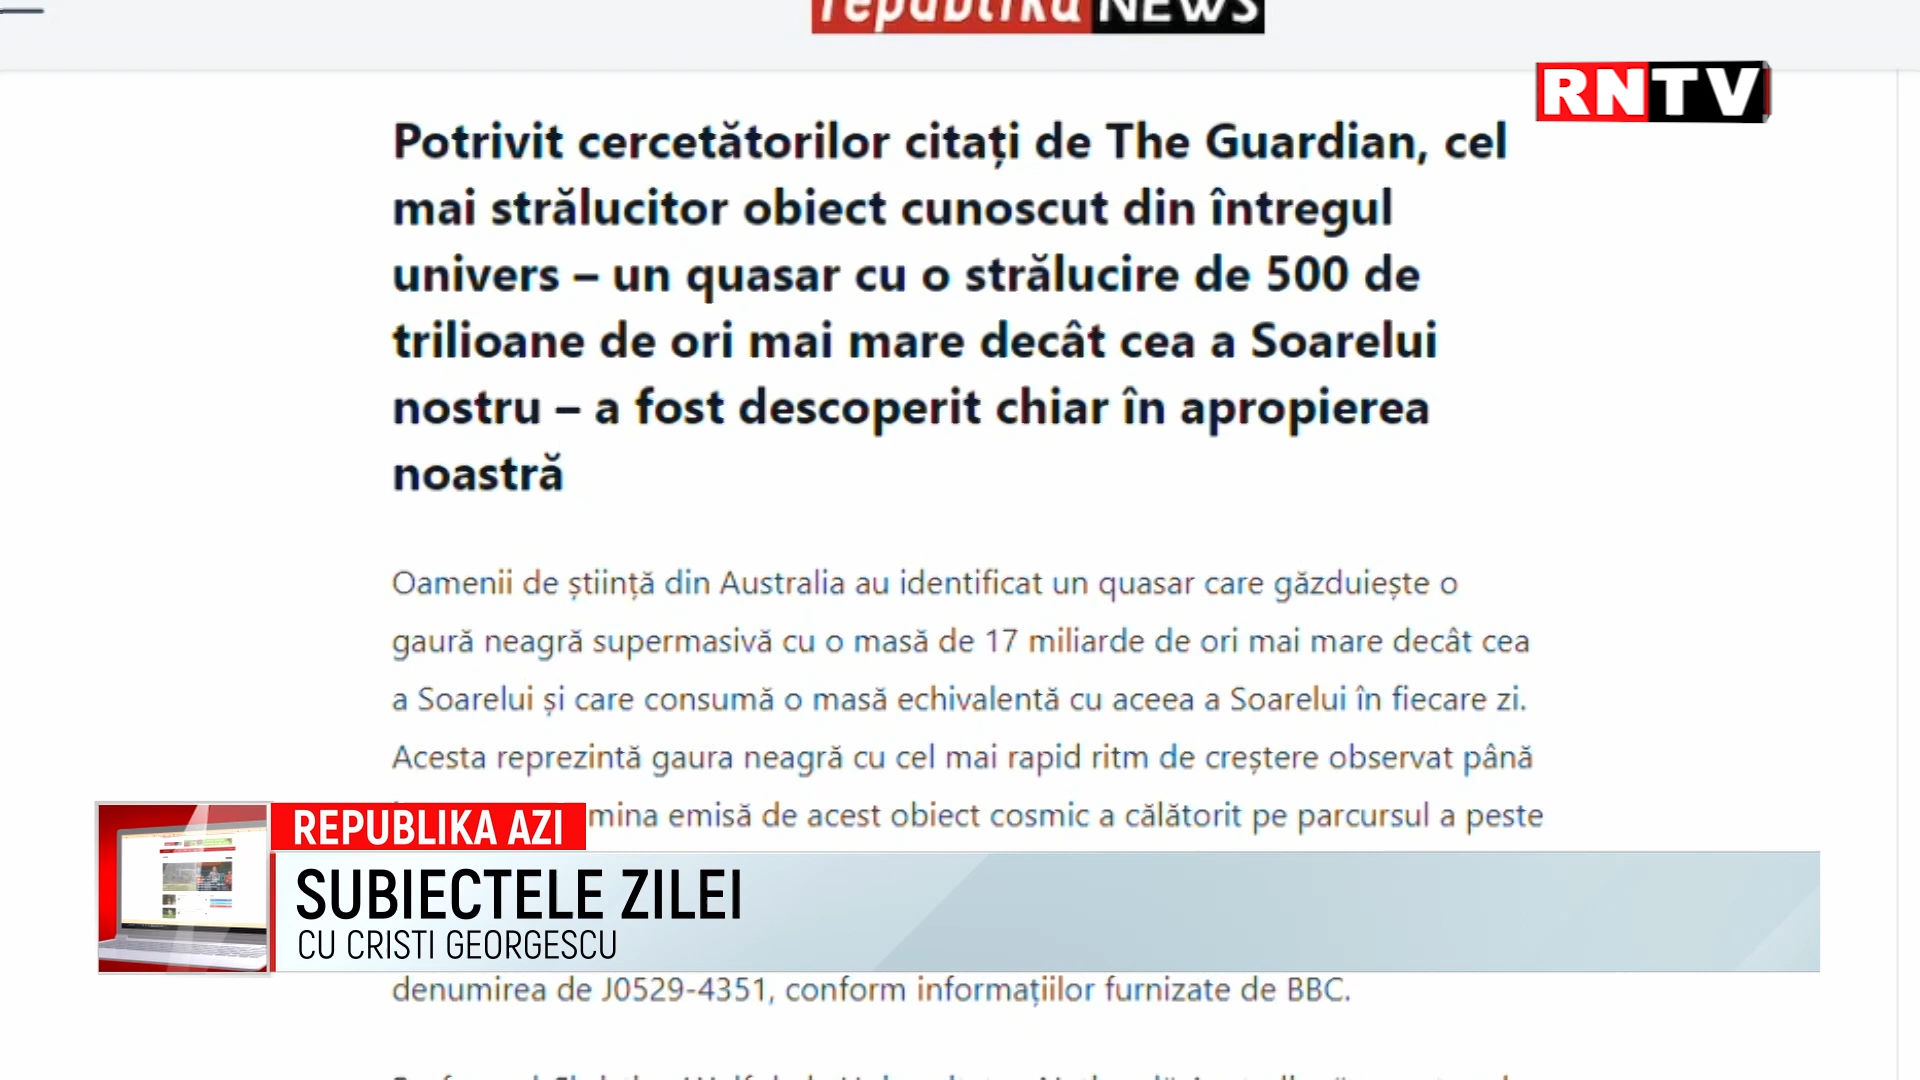 republika NEWS
RNTV
Potrivit cercetătorilor citați de The Guardian, cel
mai strălucitor obiect cunoscut din întregul
univers – un quasar cu o strălucire de 500 de
trilioane de ori mai mare decât cea a Soarelui
nostru – a fost descoperit chiar în apropierea
noastră
Oamenii de știință din Australia au identificat un quasar care găzduiește o
gaură neagră supermasivă cu o masă de 17 miliarde de ori mai mare decât cea
a Soarelui și care consumă o masă echivalentă cu aceea a Soarelui în fiecare zi.
Acesta reprezintă gaura neagră cu cel mai rapid ritm de creștere observat până
mina emisă de acest obiect cosmic a călătorit pe parcursul a peste
REPUBLIKA AZI
SUBIECTELE ZILEI
CU CRISTI GEORGESCU
denumirea de J0529-4351, conform informațiilor furnizate de BBC.